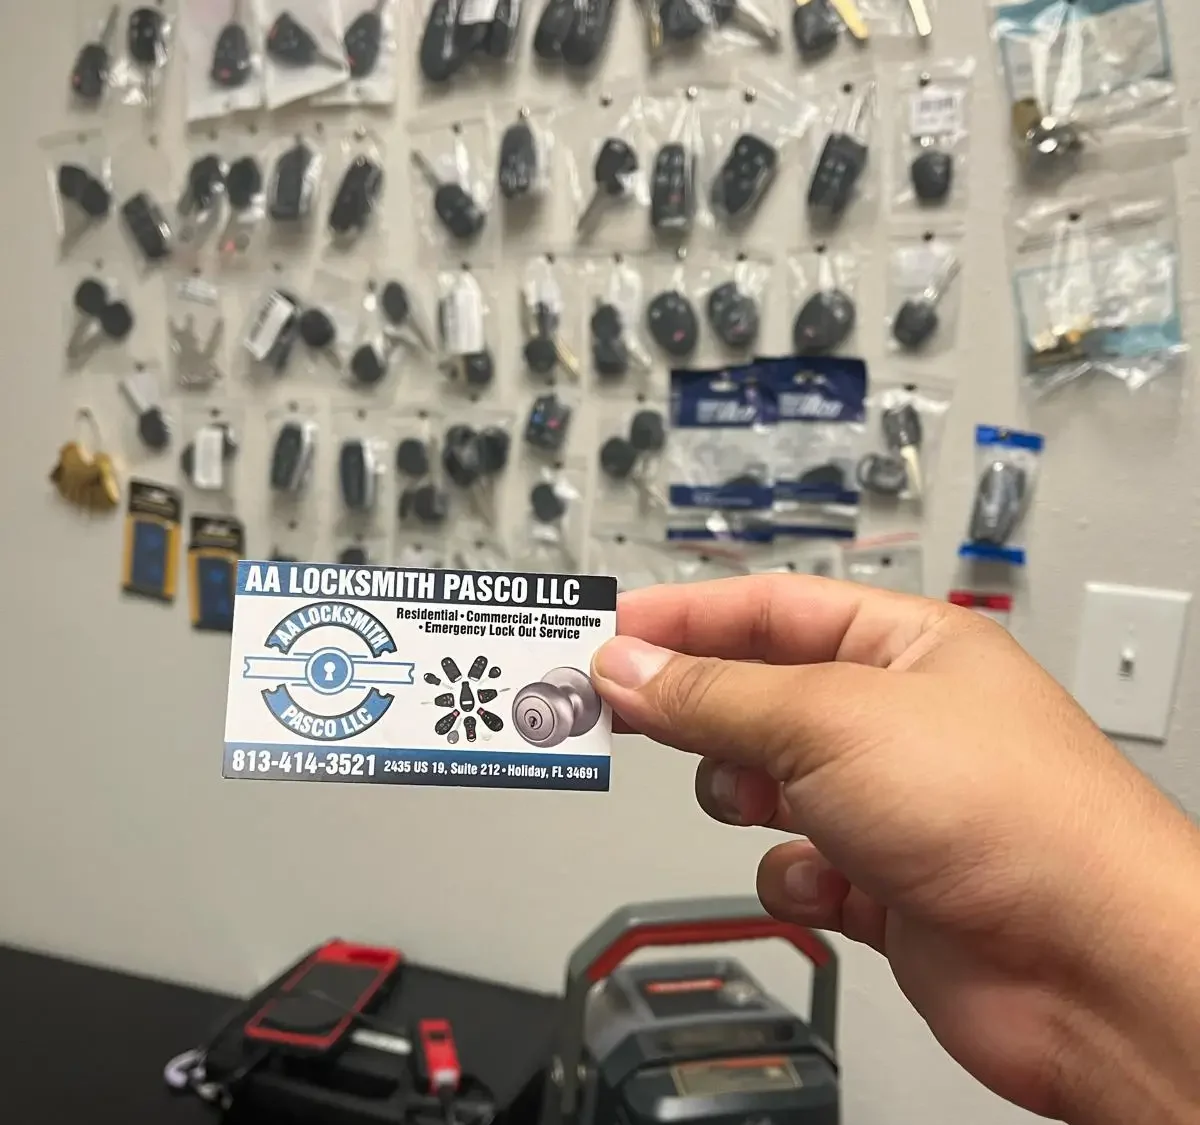 AA LOCKSMITH PASCO LLC
Residential • Commercial • Automotive
• Emergency Lock Out Service
AA LOCKSMITH
PASCO LLC
813-414-3521 2435 US 19, Suite 212 • Holiday, FL 34691